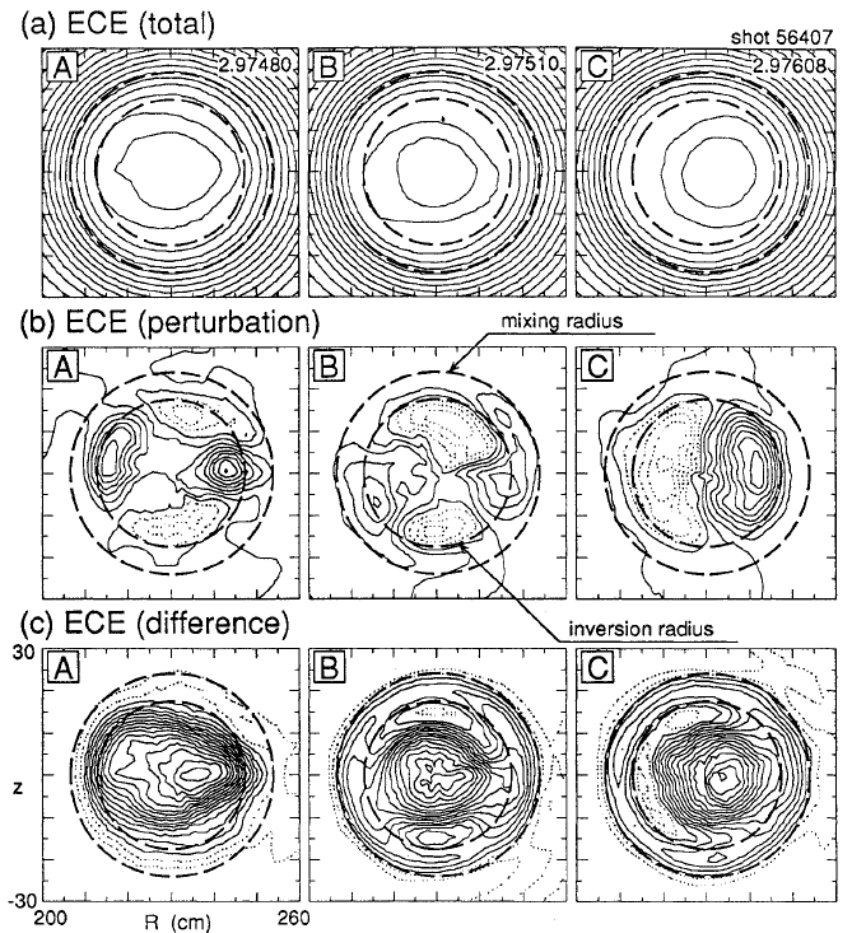 (a) ECE (total)
shot 56407
A 2.97480 B 2.97510 C 2.97608
(b) ECE (perturbation)
mixing radius
A B C
(c) ECE (difference)
inversion radius
30
A B C
z
-30
200 R (cm) 260